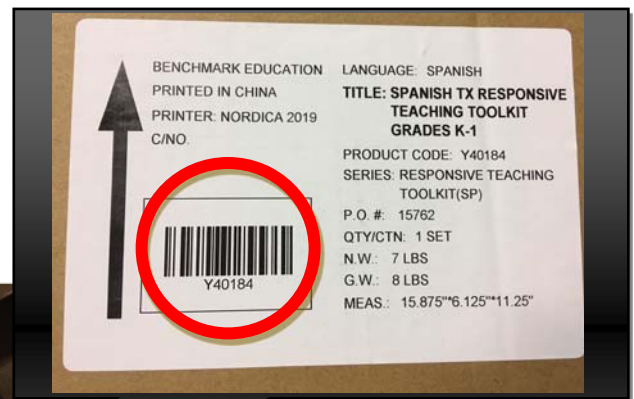 BENCHMARK EDUCATION
PRINTED IN CHINA
PRINTER: NORDICA 2019
C/NO.
Y40184
LANGUAGE: SPANISH
TITLE: SPANISH TX RESPONSIVE
TEACHING TOOLKIT
GRADES K-1
PRODUCT CODE: Y40184
SERIES: RESPONSIVE TEACHING
TOOLKIT(SP)
P.O. #: 15762
QTY/CTN: 1 SET
N.W.: 7 LBS
G.W.: 8 LBS
MEAS.: 15.875"*6.125"*11.25"